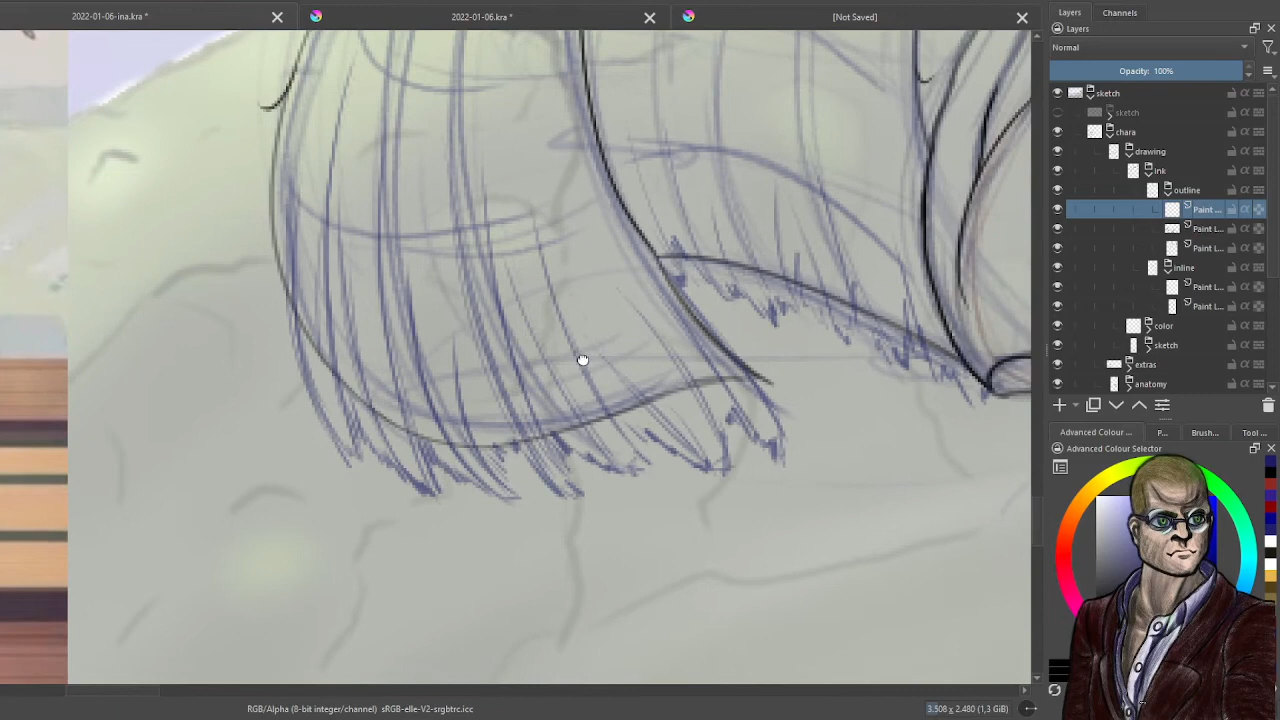 2022-01-06-ina.kra *
2022-01-06.kra *
[Not Saved]
Layers
Channels
Layers
Normal
Opacity: 100%
sketch
sketch
chara
drawing
ink
outline
Paint ...
Paint L...
Paint L...
inline
Paint L...
Paint L...
color
sketch
extras
anatomy
Advanced Colour ...
P...
Brush...
Tool ...
Advanced Colour Selector
RGB/Alpha (8-bit integer/channel) sRGB-elle-V2-srgbtrc.icc
3.508 x 2.480 (1,3 GiB)